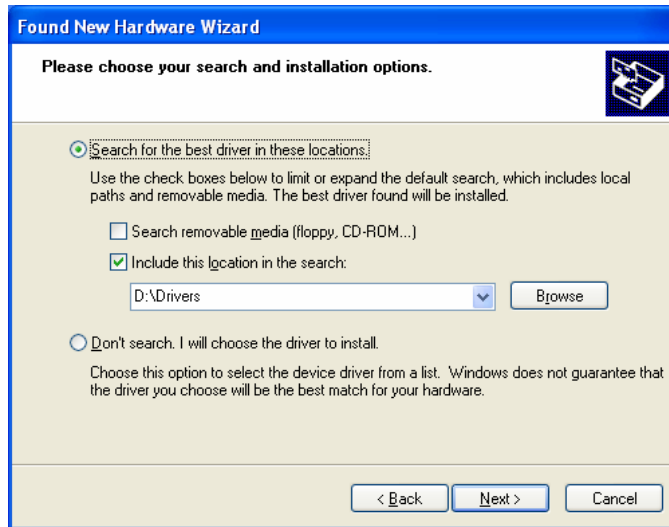 Found New Hardware Wizard
Please choose your search and installation options.
Search for the best driver in these locations.
Use the check boxes below to limit or expand the default search, which includes local
paths and removable media. The best driver found will be installed.
Search removable media (floppy, CD-ROM...)
Include this location in the search:
D:\Drivers
Browse
Don't search. I will choose the driver to install.
Choose this option to select the device driver from a list. Windows does not guarantee that
the driver you choose will be the best match for your hardware.
< Back
Next >
Cancel